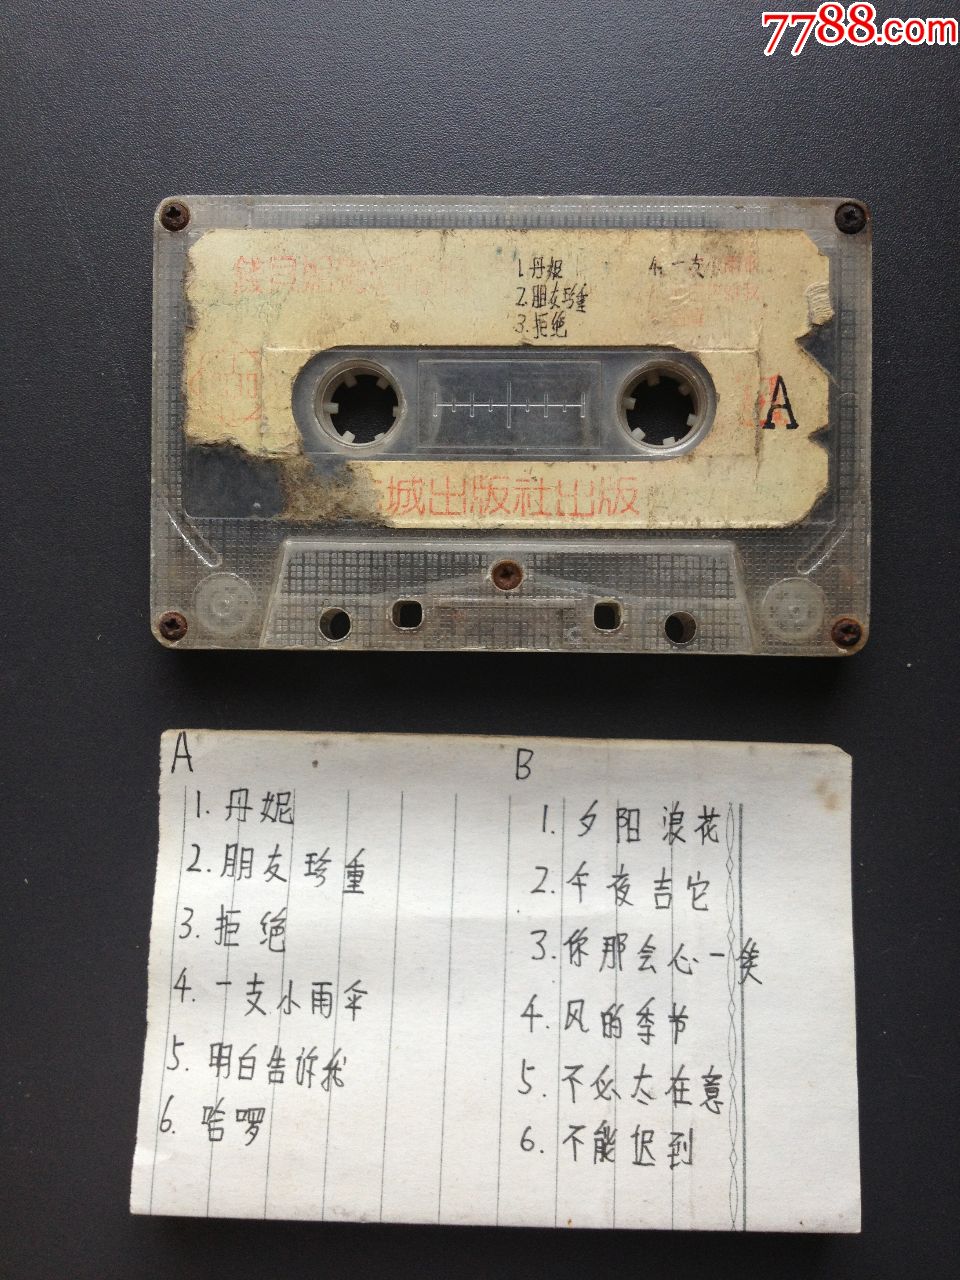 7788.com
1. 丹妮
2. 朋友珍重
3. 拒绝
4. 一支小
A
城出版社出版
A
1. 丹妮
2. 朋友珍重
3. 拒绝
4. 一支小雨伞
5. 明白告诉我
6. 哈啰
B
1. 夕阳浪花
2. 午夜吉它
3. 你那会心一笑
4. 风的季节
5. 不必太在意
6. 不能迟到